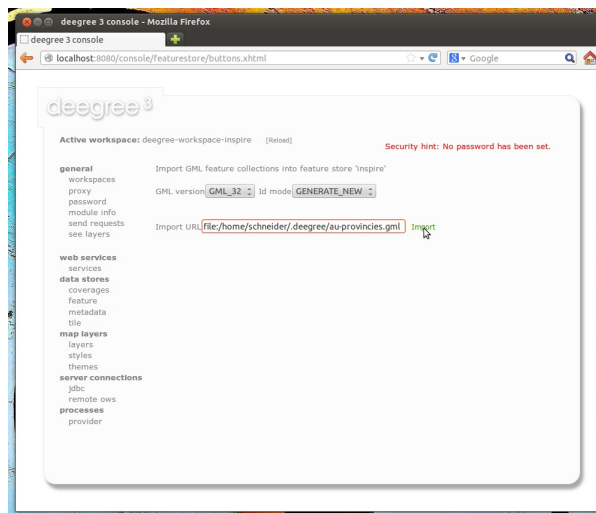 deegree 3 console - Mozilla Firefox
deegree 3 console
localhost:8080/console/featurestore/buttons.xhtml
Google
deegree 3
Active workspace: deegree-workspace-inspire [Reload]
Security hint: No password has been set.
general
workspaces
proxy
password
module info
send requests
see layers
web services
services
data stores
coverages
feature
metadata
tile
map layers
layers
styles
themes
server connections
jdbc
remote ows
processes
provider
Import GML feature collections into feature store 'inspire'
GML version GML_32 Id mode GENERATE_NEW
Import URL file:/home/schneider/.deegree/au-provincies.gml Import